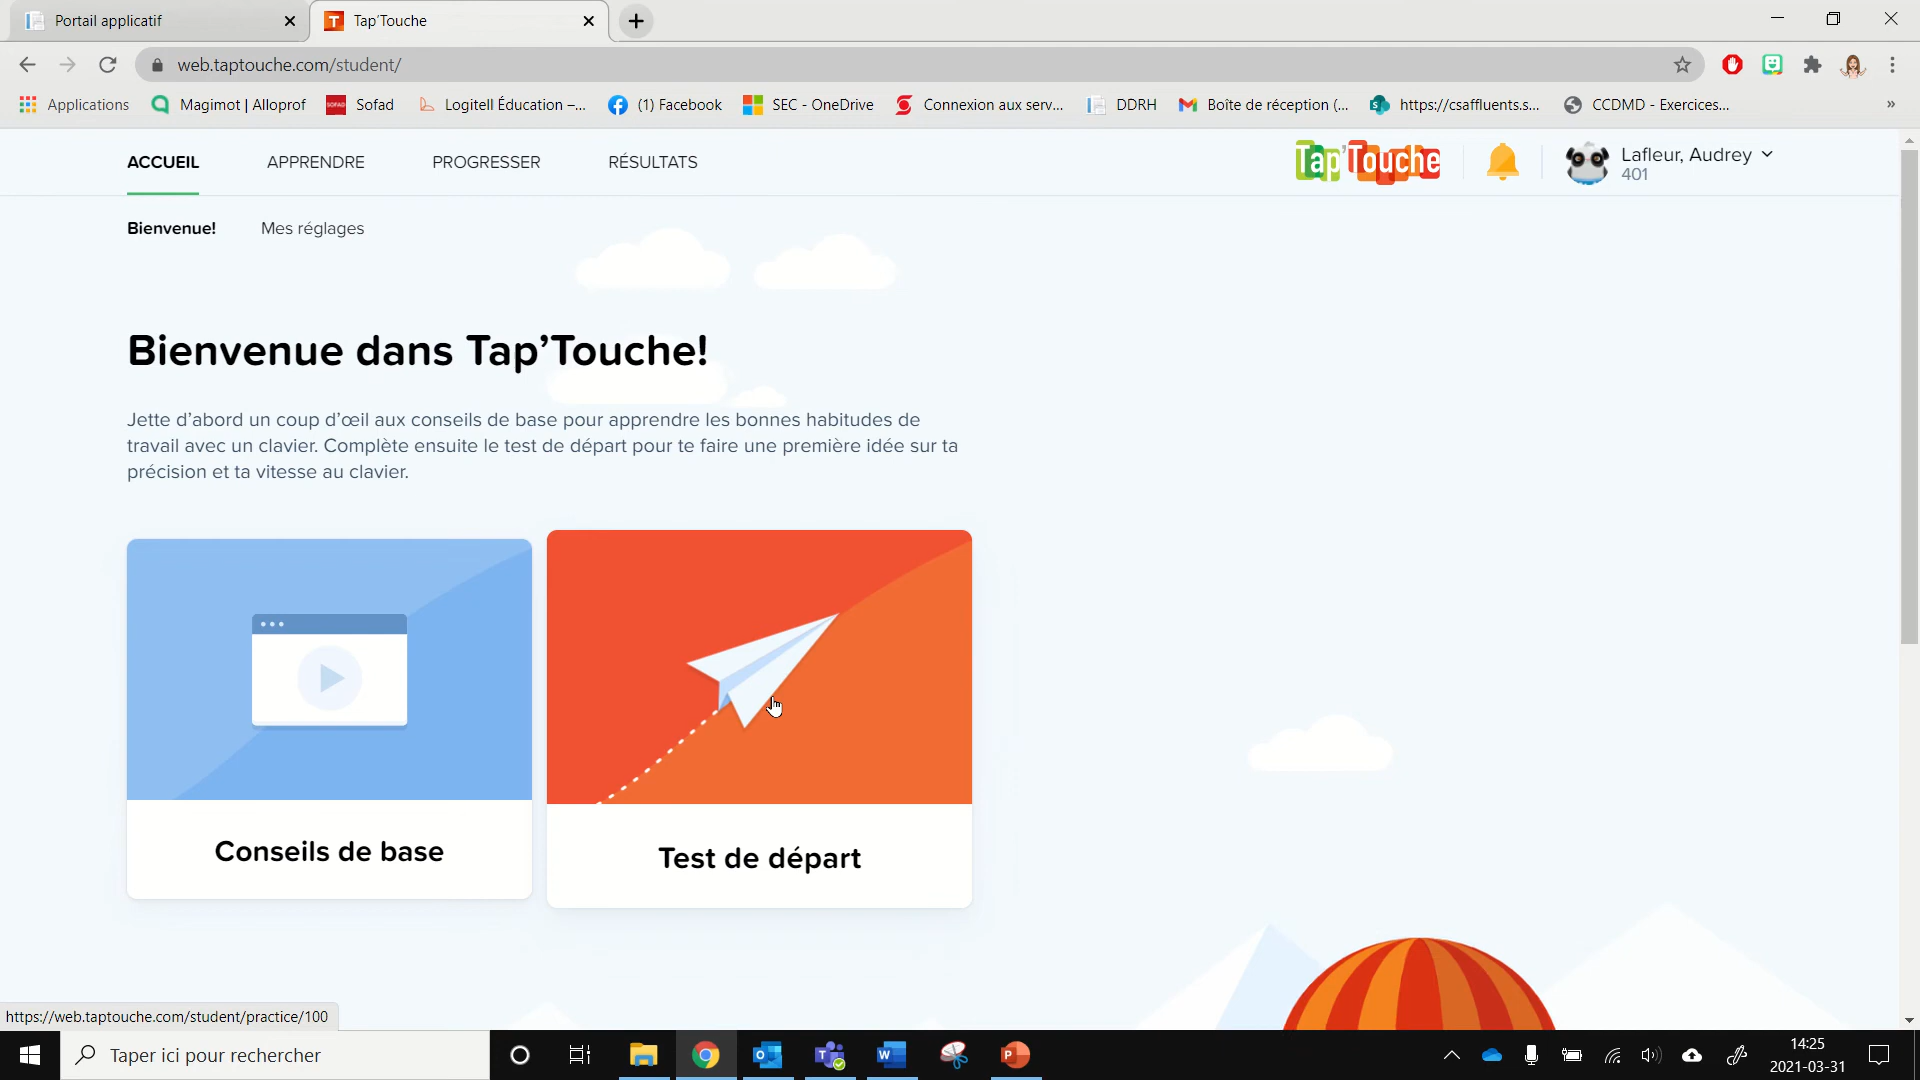 Portail applicatif
Tap'Touche
web.taptouche.com/student/
Applications
Magimot | Alloprof
SOFAD
Sofad
Logitell Éducation –...
(1) Facebook
SEC - OneDrive
Connexion aux serv...
DDRH
Boîte de réception (...
https://csaffluents.s...
CCDMD - Exercices...
»
ACCUEIL
APPRENDRE
PROGRESSER
RÉSULTATS
Tap'Touche
Lafleur, Audrey
401
Bienvenue!
Mes réglages
Bienvenue dans Tap’Touche!
Jette d’abord un coup d’œil aux conseils de base pour apprendre les bonnes habitudes de
travail avec un clavier. Complète ensuite le test de départ pour te faire une première idée sur ta
précision et ta vitesse au clavier.
Conseils de base
Test de départ
https://web.taptouche.com/student/practice/100
Taper ici pour rechercher
14:25
2021-03-31